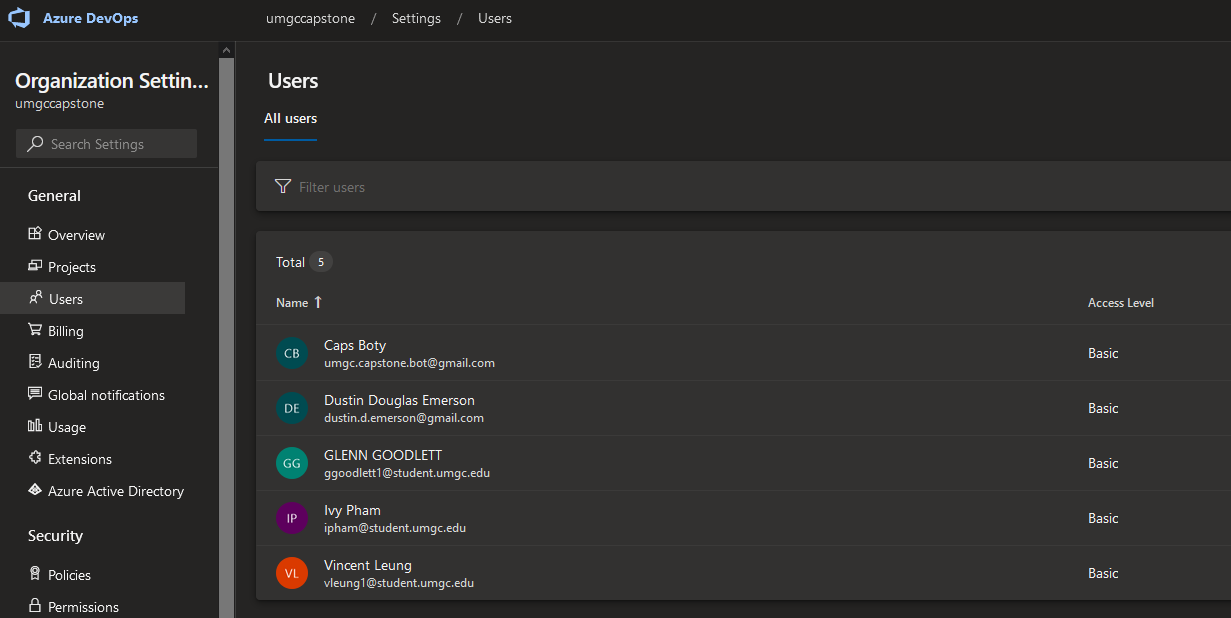 Azure DevOps
umgccapstone / Settings / Users
Organization Settin...
umgccapstone
Search Settings
General
Overview
Projects
Users
Billing
Auditing
Global notifications
Usage
Extensions
Azure Active Directory
Security
Policies
Permissions
Users
All users
Filter users
Total 5
Name ↑ Access Level
CB Caps Boty
umgc.capstone.bot@gmail.com
Basic
DE Dustin Douglas Emerson
dustin.d.emerson@gmail.com
Basic
GG GLENN GOODLETT
ggoodlett1@student.umgc.edu
Basic
IP Ivy Pham
ipham@student.umgc.edu
Basic
VL Vincent Leung
vleung1@student.umgc.edu
Basic